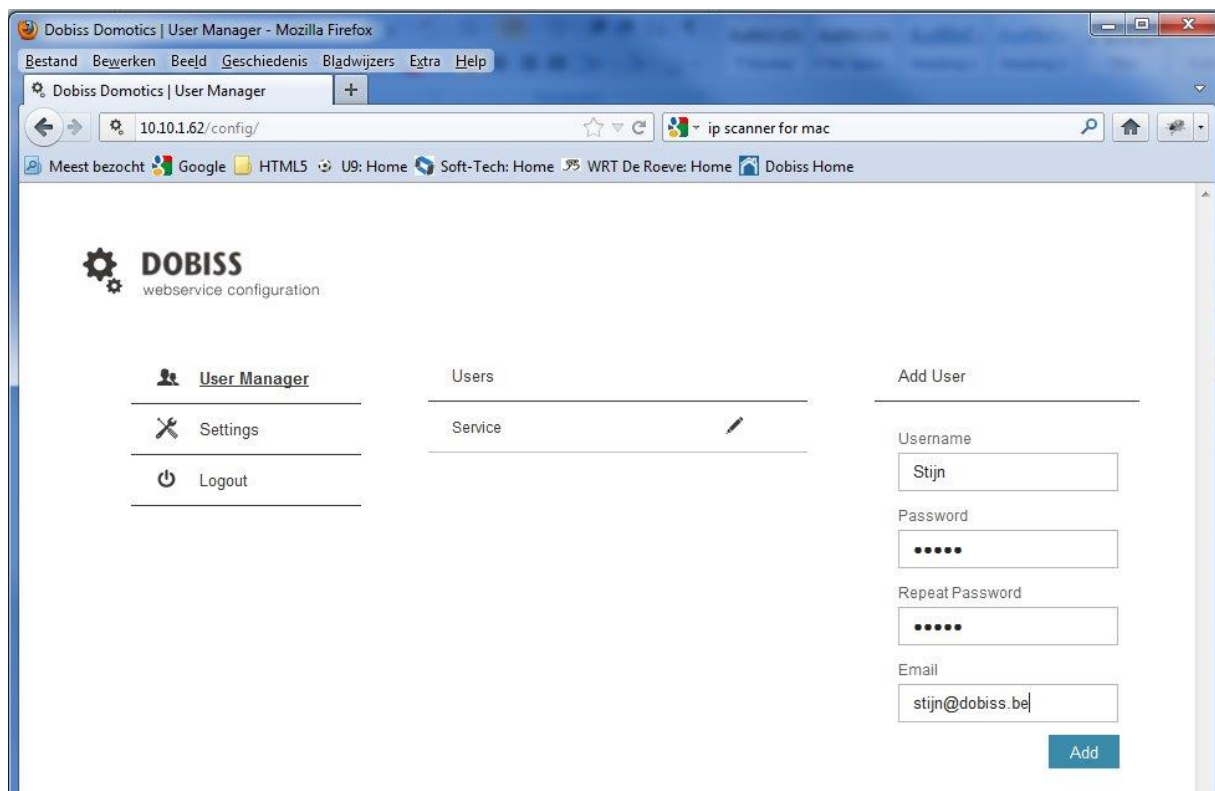 Dobiss Domotics | User Manager - Mozilla Firefox
Bestand Bewerken Beeld Geschiedenis Bladwijzers Extra Help
Dobiss Domotics | User Manager
10.10.1.62/config/
ip scanner for mac
Meest bezocht Google HTML5 U9: Home Soft-Tech: Home WRT De Roeve: Home Dobiss Home
DOBISS
webservice configuration
User Manager
Settings
Logout
Users
Service
Add User
Username
Stijn
Password
•••••
Repeat Password
•••••
Email
stijn@dobiss.be
Add